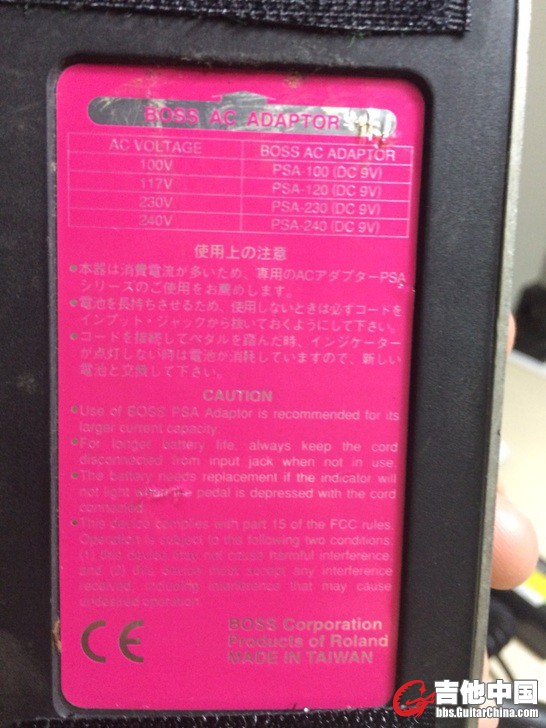 BOSS AC ADAPTOR
AC VOLTAGE BOSS AC ADAPTOR
100V PSA-100 (DC 9V)
117V PSA-120 (DC 9V)
230V PSA-230 (DC 9V)
240V PSA-240 (DC 9V)
使用上の注意
●本器は消費電流が多いため、専用のACアダプターPSA
シリーズのご使用をお薦めします。
●電池を長持ちさせるため、使用しないときは必ずコードを
インプット・ジャックから抜いておくようにして下さい。
●コードを接続してペダルを踏んだ時、インジケーター
が点灯しない時は電池が消耗していますので、新しい
電池と交換して下さい。
CAUTION
●Use of BOSS PSA Adaptor is recommended for its
larger current capacity.
●For longer battery life, always keep the cord
disconnected from input jack when not in use.
●The battery needs replacement if the indicator will
not light when the pedal is depressed with the cord
connected.
●This device complies with part 15 of the FCC rules.
Operation is subject to the following two conditions:
(1) this device may not cause harmful interference,
and (2) this device must accept any interference
received, including interference that may cause
undesired operation.
CE
BOSS Corporation
Products of Roland
MADE IN TAIWAN
吉他中国
bbs.GuitarChina.com